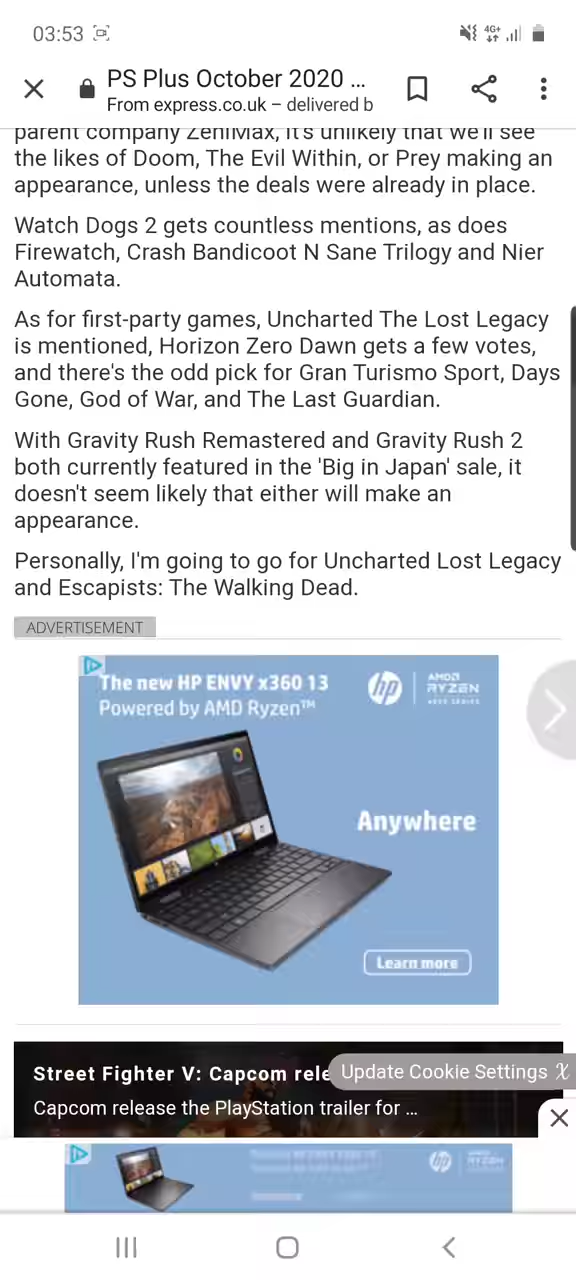 03:53
4G+
PS Plus October 2020 ...
From express.co.uk – delivered b
parent company ZeniMax, it's unlikely that we'll see
the likes of Doom, The Evil Within, or Prey making an
appearance, unless the deals were already in place.
Watch Dogs 2 gets countless mentions, as does
Firewatch, Crash Bandicoot N Sane Trilogy and Nier
Automata.
As for first-party games, Uncharted The Lost Legacy
is mentioned, Horizon Zero Dawn gets a few votes,
and there's the odd pick for Gran Turismo Sport, Days
Gone, God of War, and The Last Guardian.
With Gravity Rush Remastered and Gravity Rush 2
both currently featured in the 'Big in Japan' sale, it
doesn't seem likely that either will make an
appearance.
Personally, I'm going to go for Uncharted Lost Legacy
and Escapists: The Walking Dead.
ADVERTISEMENT
The new HP ENVY x360 13
Powered by AMD Ryzen™
hp
AMD
RYZEN
Anywhere
Learn more
Street Fighter V: Capcom rele
Update Cookie Settings X
Capcom release the PlayStation trailer for ...
hp
RYZEN